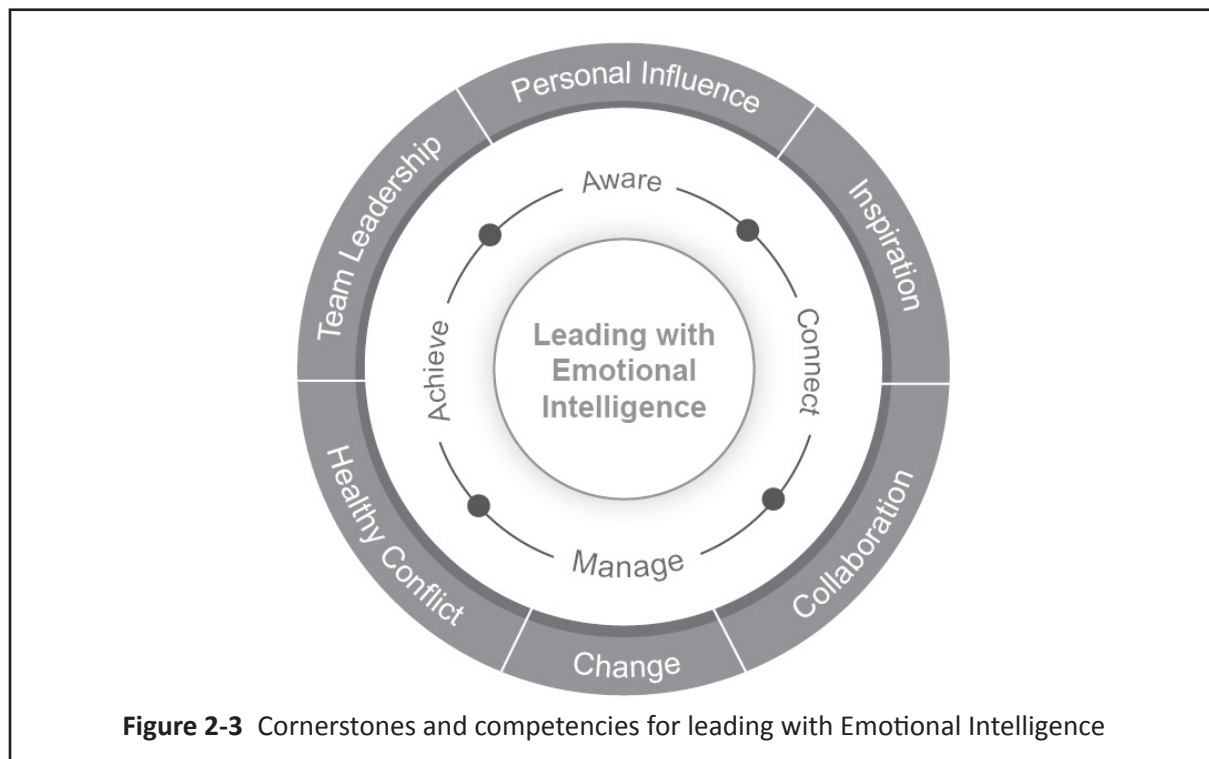 Personal Influence
Inspiration
Collaboration
Change
Healthy Conflict
Team Leadership
Aware
Connect
Manage
Achieve
Leading with
Emotional
Intelligence
Figure 2-3 Cornerstones and competencies for leading with Emotional Intelligence